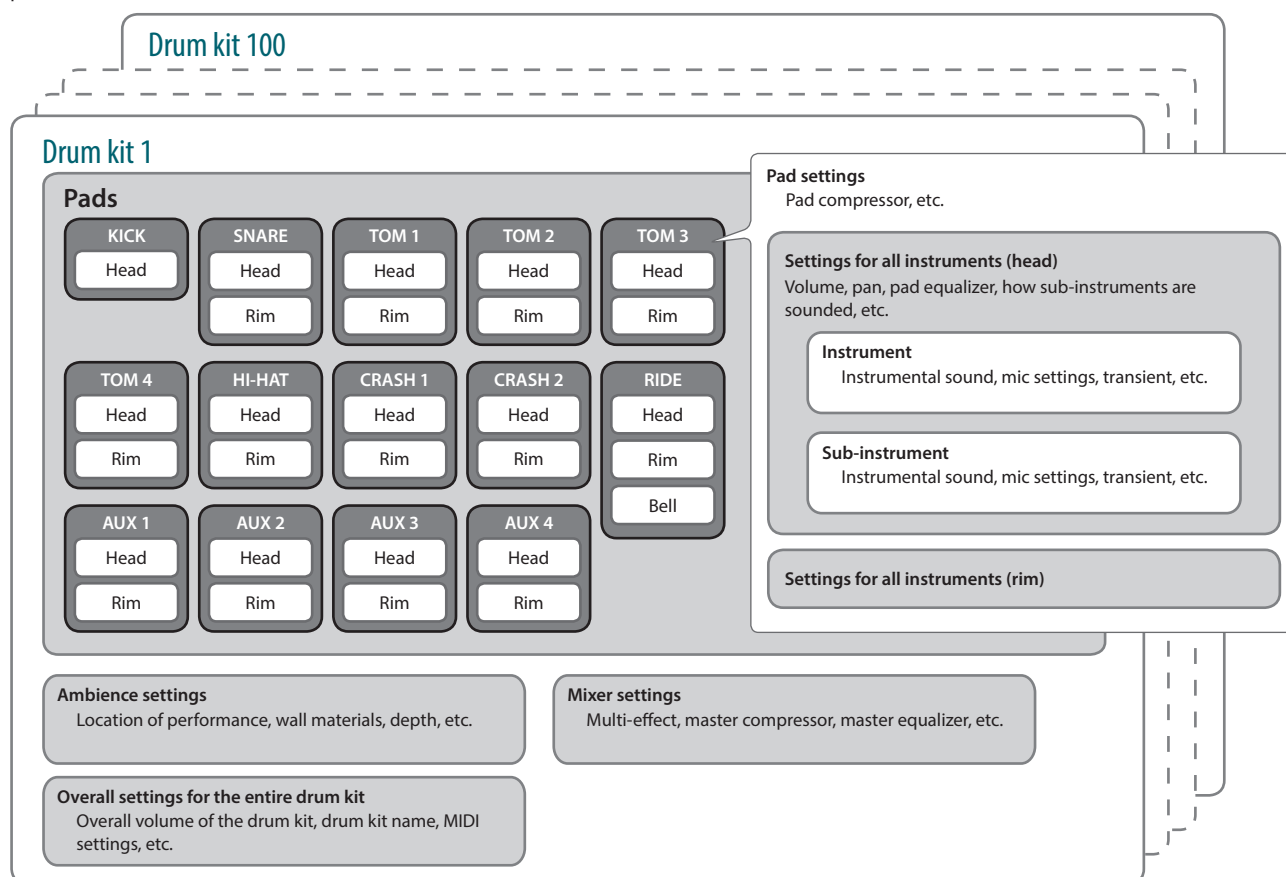 Drum kit 100
Drum kit 1
Pads
KICK
Head
SNARE
Head
Rim
TOM 1
Head
Rim
TOM 2
Head
Rim
TOM 3
Head
Rim
TOM 4
Head
Rim
HI-HAT
Head
Rim
CRASH 1
Head
Rim
CRASH 2
Head
Rim
RIDE
Head
Rim
Bell
AUX 1
Head
Rim
AUX 2
Head
Rim
AUX 3
Head
Rim
AUX 4
Head
Rim
Pad settings
Pad compressor, etc.
Settings for all instruments (head)
Volume, pan, pad equalizer, how sub-instruments are
sounded, etc.
Instrument
Instrumental sound, mic settings, transient, etc.
Sub-instrument
Instrumental sound, mic settings, transient, etc.
Settings for all instruments (rim)
Ambience settings
Location of performance, wall materials, depth, etc.
Mixer settings
Multi-effect, master compressor, master equalizer, etc.
Overall settings for the entire drum kit
Overall volume of the drum kit, drum kit name, MIDI
settings, etc.